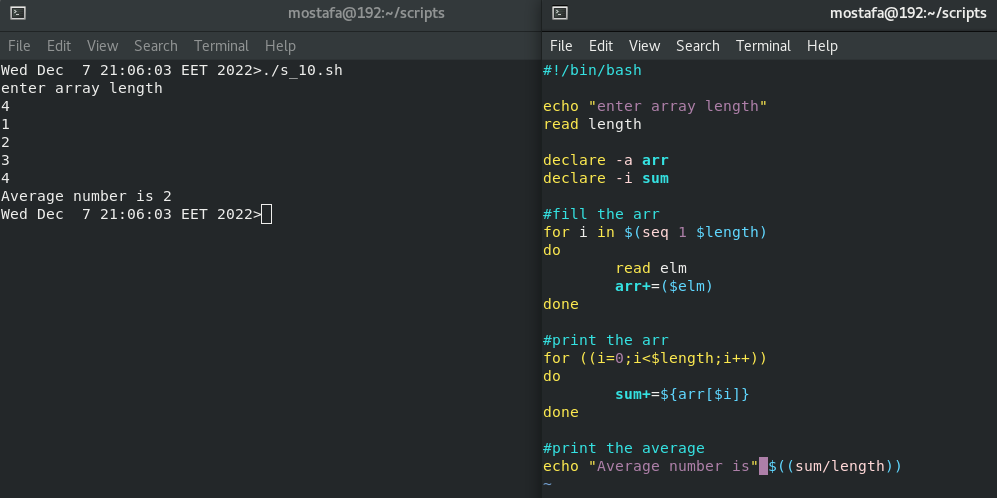 mostafa@192:~/scripts
File Edit View Search Terminal Help
Wed Dec  7 21:06:03 EET 2022>./s_10.sh
enter array length
4
1
2
3
4
Average number is 2
Wed Dec  7 21:06:03 EET 2022>
mostafa@192:~/scripts
File Edit View Search Terminal Help
#!/bin/bash
echo "enter array length"
read length
declare -a arr
declare -i sum
#fill the arr
for i in $(seq 1 $length)
do
        read elm
        arr+=($elm)
done
#print the arr
for ((i=0;i<$length;i++))
do
        sum+=${arr[$i]}
done
#print the average
echo "Average number is" $((sum/length))
~